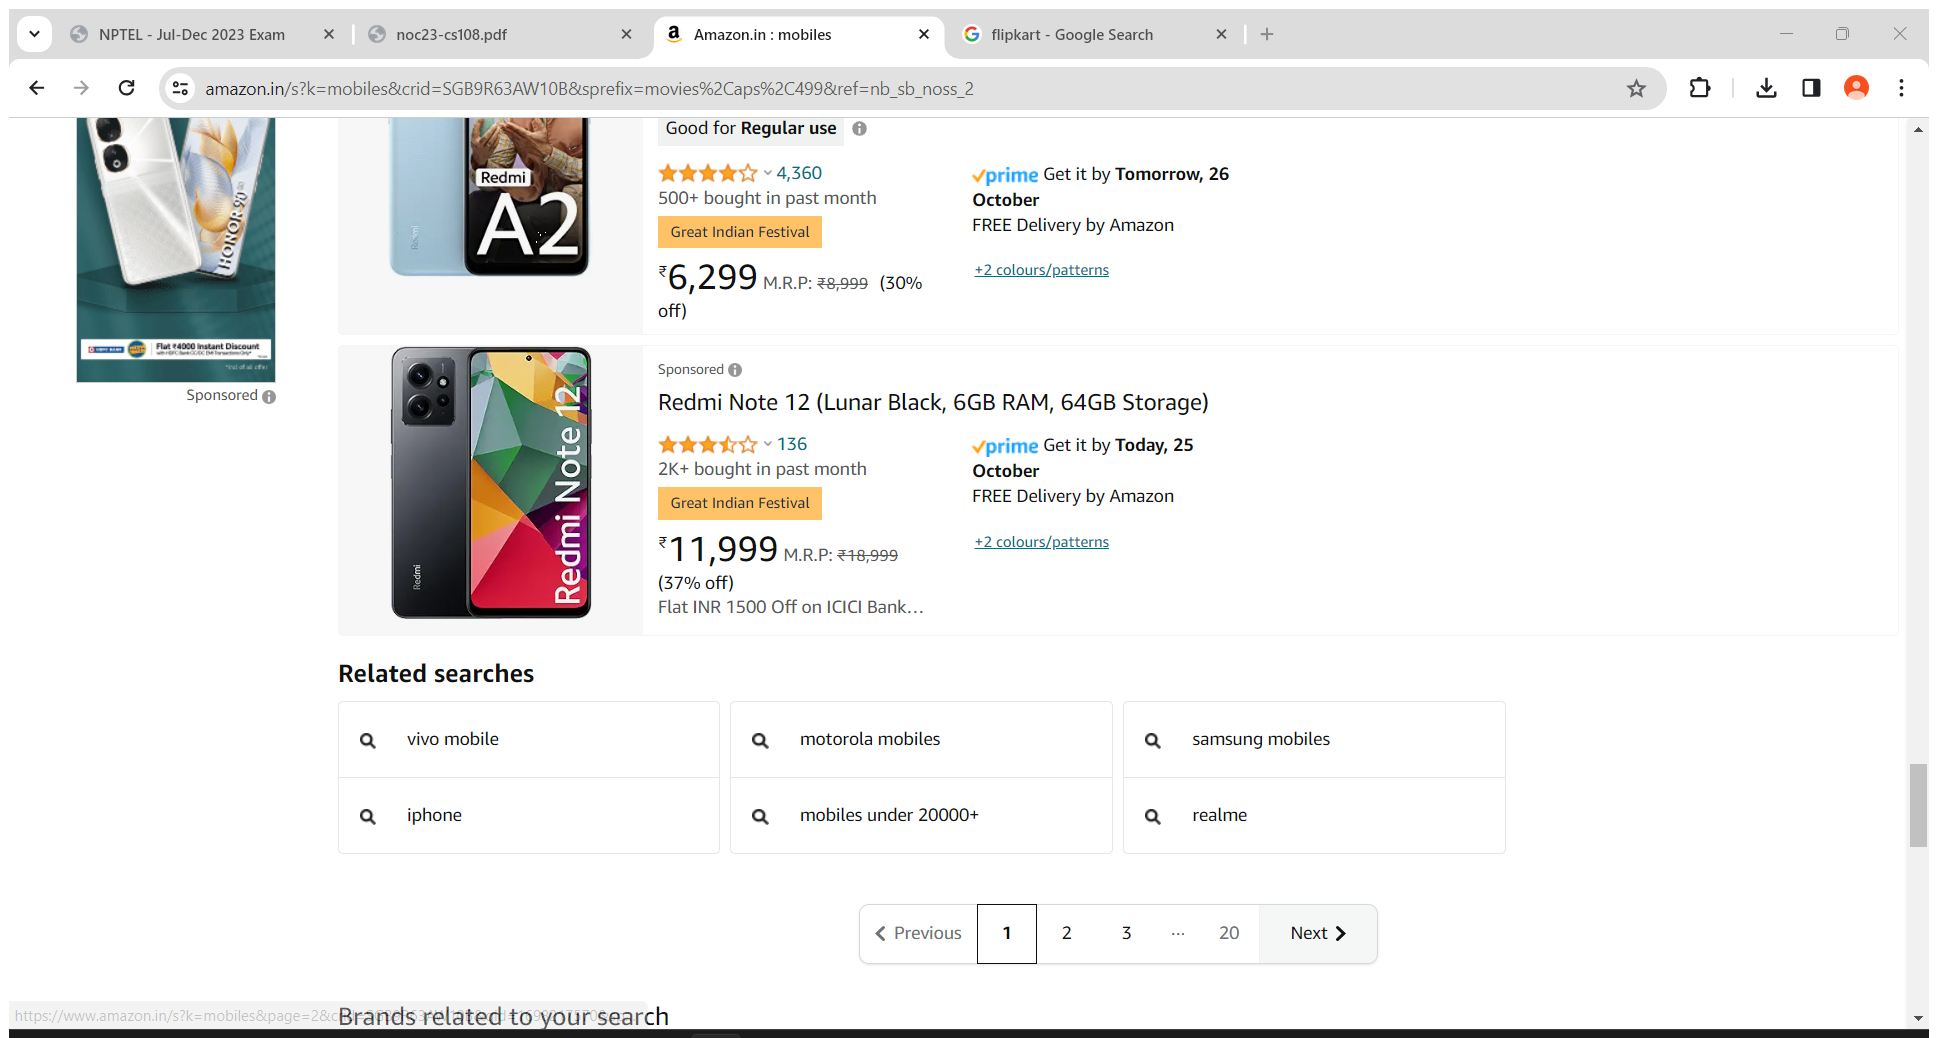 NPTEL - Jul-Dec 2023 Exam
noc23-cs108.pdf
Amazon.in : mobiles
flipkart - Google Search
amazon.in/s?k=mobiles&crid=SGB9R63AW10B&sprefix=movies%2Caps%2C499&ref=nb_sb_noss_2
HONOR 90
Flat ₹4000 Instant Discount
Sponsored
Redmi
A2
Redmi
Good for Regular use
4,360
500+ bought in past month
Great Indian Festival
₹6,299 M.R.P: ₹8,999 (30%
off)
prime Get it by Tomorrow, 26
October
FREE Delivery by Amazon
+2 colours/patterns
Redmi Note 12
Redmi
Sponsored
Redmi Note 12 (Lunar Black, 6GB RAM, 64GB Storage)
136
2K+ bought in past month
Great Indian Festival
₹11,999 M.R.P: ₹18,999
(37% off)
Flat INR 1500 Off on ICICI Bank…
prime Get it by Today, 25
October
FREE Delivery by Amazon
+2 colours/patterns
Related searches
vivo mobile
motorola mobiles
samsung mobiles
iphone
mobiles under 20000+
realme
Previous 1 2 3 ... 20 Next
Brands related to your search
https://www.amazon.in/s?k=mobiles&page=2&